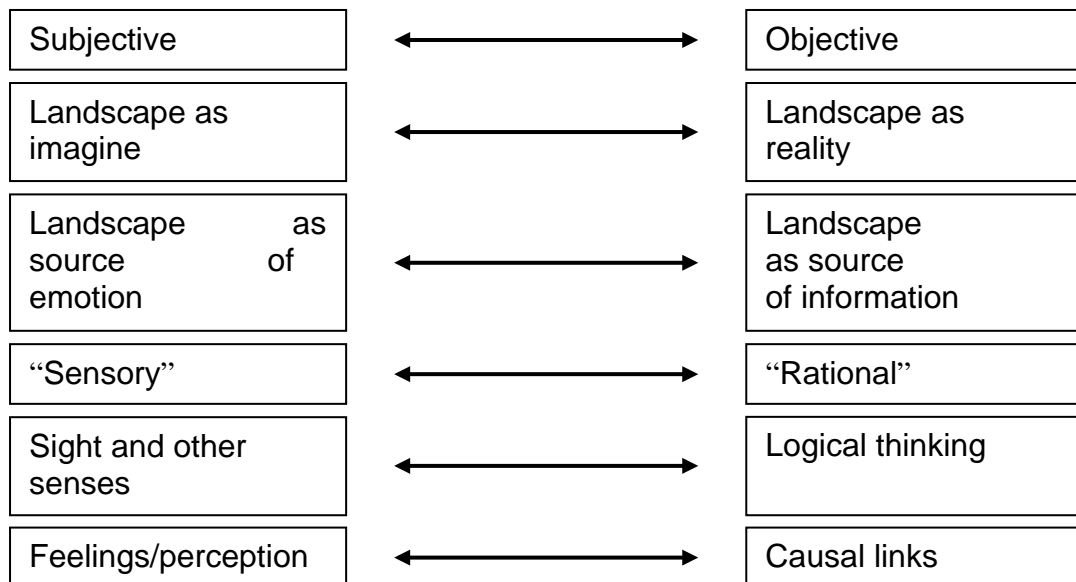 Subjective
Objective
Landscape as
imagine
Landscape as
reality
Landscape as
source of
emotion
Landscape
as source
of information
“Sensory”
“Rational”
Sight and other
senses
Logical thinking
Feelings/perception
Causal links